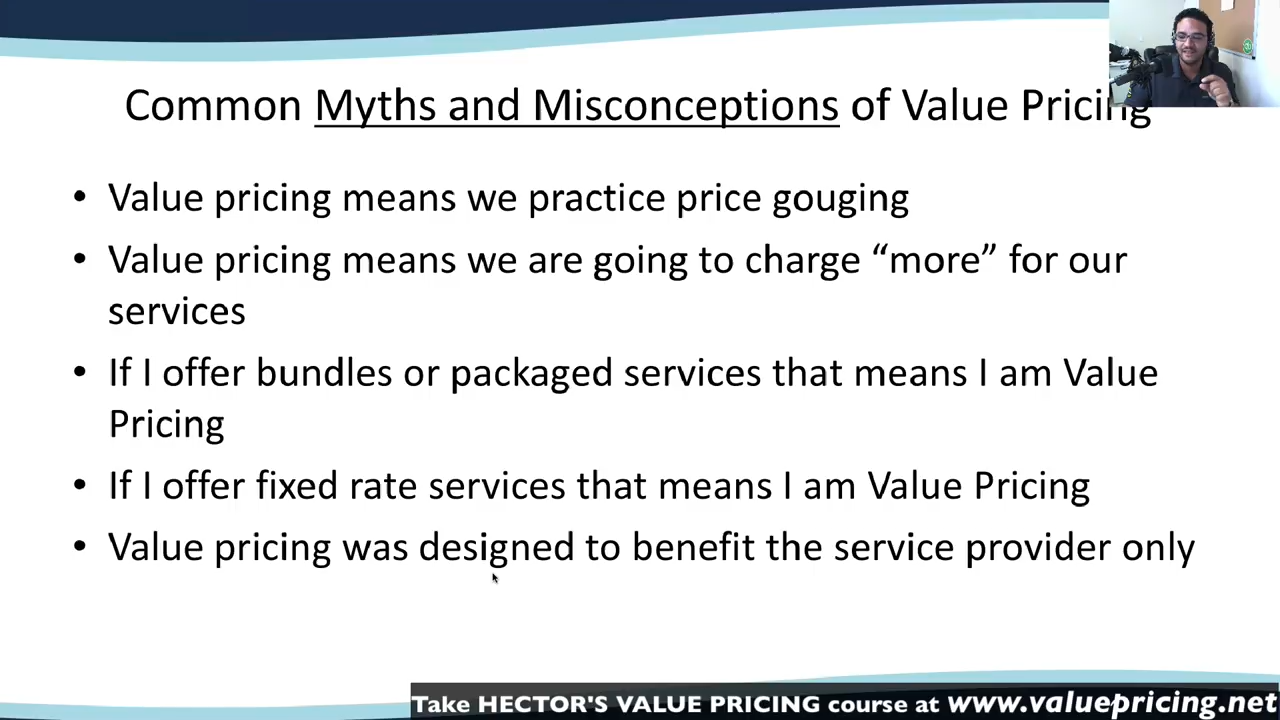 Common Myths and Misconceptions of Value Pricing
• Value pricing means we practice price gouging
• Value pricing means we are going to charge “more” for our
services
• If I offer bundles or packaged services that means I am Value
Pricing
• If I offer fixed rate services that means I am Value Pricing
• Value pricing was designed to benefit the service provider only
Take HECTOR'S VALUE PRICING course at www.valuepricing.net